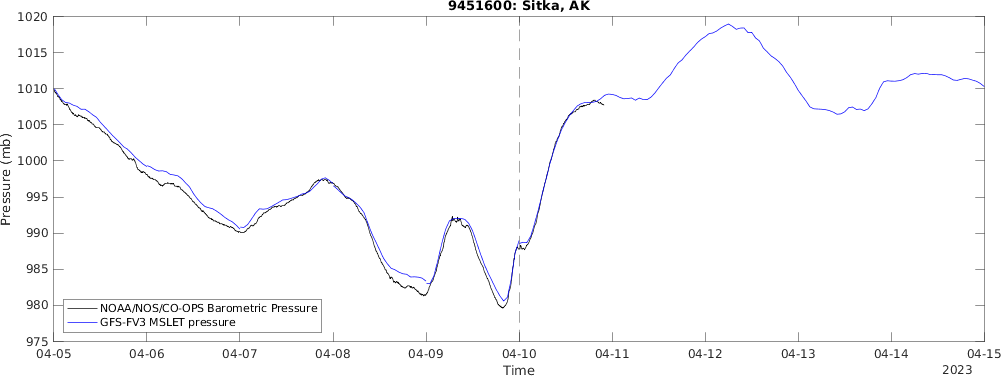 9451600: Sitka, AK
1020
1015
1010
1005
1000
995
990
985
980
975
Pressure (mb)
NOAA/NOS/CO-OPS Barometric Pressure
GFS-FV3 MSLET pressure
04-05 04-06 04-07 04-08 04-09 04-10 04-11 04-12 04-13 04-14 04-15
Time
2023